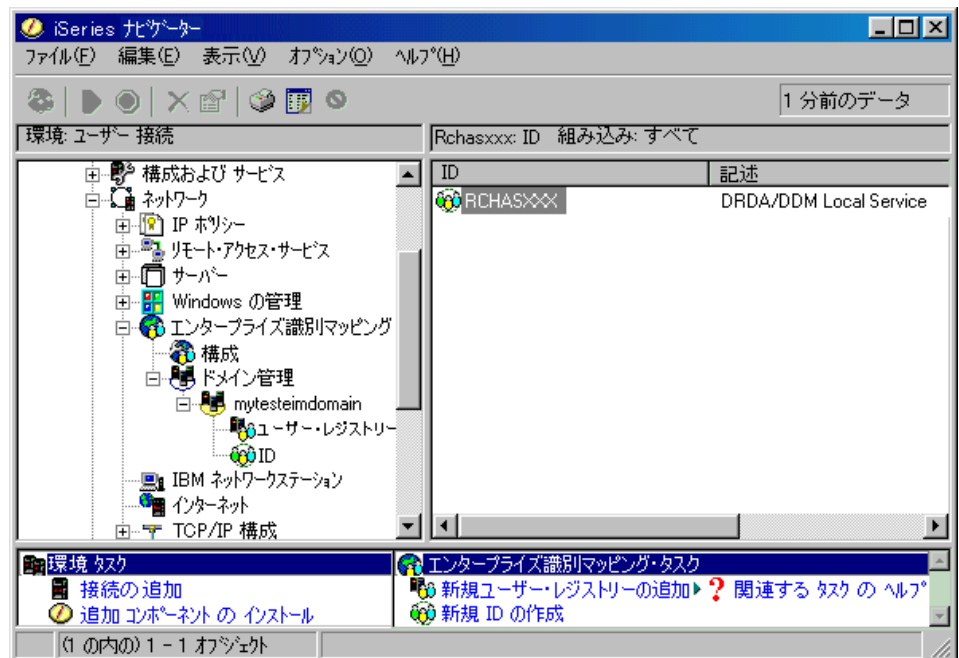 iSeries ナビゲーター
ファイル(F) 編集(E) 表示(V) オプション(O) ヘルプ(H)
1 分前のデータ
環境: ユーザー 接続
Rchasxxx: ID 組み込み: すべて
構成および サービス
ネットワーク
IP ポリシー
リモート・アクセス・サービス
サーバー
Windows の管理
エンタープライズ識別マッピング
構成
ドメイン管理
mytesteimdomain
ユーザー・レジストリー
ID
IBM ネットワークステーション
インターネット
TCP/IP 構成
ID 記述
RCHASXXX DRDA/DDM Local Service
環境 タスク
接続の追加
追加 コンポーネント の インストール
エンタープライズ識別マッピング・タスク
新規ユーザー・レジストリーの追加 ? 関連する タスク の ヘルプ
新規 ID の作成
(1 の内の) 1 - 1 オブジェクト